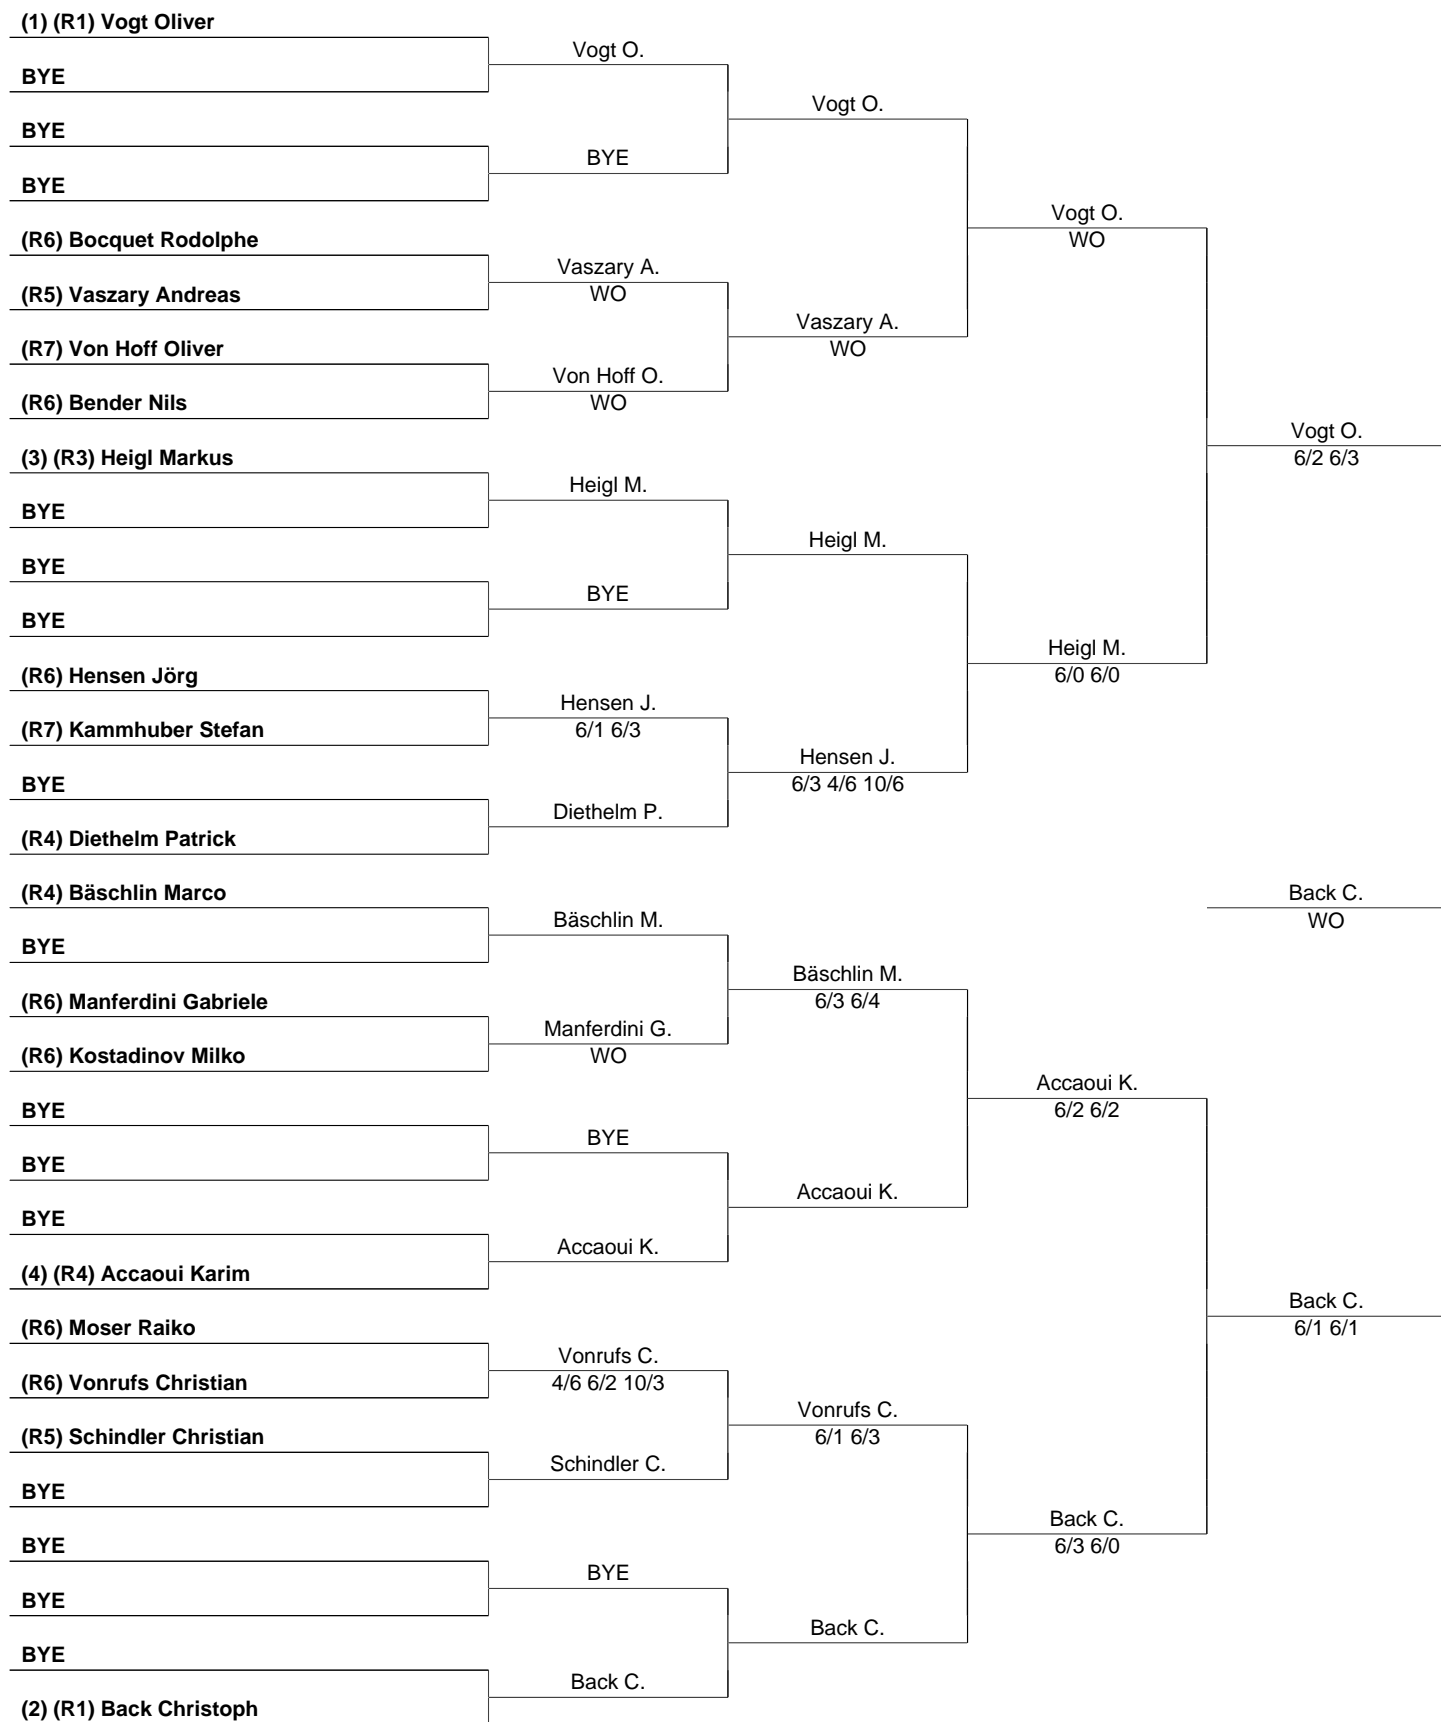 (1) (R1) Vogt Oliver
BYE
BYE
BYE
(R6) Bocquet Rodolphe
(R5) Vaszary Andreas
(R7) Von Hoff Oliver
(R6) Bender Nils
(3) (R3) Heigl Markus
BYE
BYE
BYE
(R6) Hensen Jörg
(R7) Kammhuber Stefan
BYE
(R4) Diethelm Patrick
(R4) Bäschlin Marco
BYE
(R6) Manferdini Gabriele
(R6) Kostadinov Milko
BYE
BYE
BYE
(4) (R4) Accaoui Karim
(R6) Moser Raiko
(R6) Vonrufs Christian
(R5) Schindler Christian
BYE
BYE
BYE
BYE
(2) (R1) Back Christoph
Vogt O.
BYE
Vaszary A.
WO
Von Hoff O.
WO
Heigl M.
BYE
Hensen J.
6/1 6/3
Diethelm P.
Bäschlin M.
Manferdini G.
WO
BYE
Accaoui K.
Vonrufs C.
4/6 6/2 10/3
Schindler C.
BYE
Back C.
Vogt O.
Vaszary A.
WO
Heigl M.
Hensen J.
6/3 4/6 10/6
Bäschlin M.
6/3 6/4
Accaoui K.
Vonrufs C.
6/1 6/3
Back C.
Vogt O.
WO
Heigl M.
6/0 6/0
Accaoui K.
6/2 6/2
Back C.
6/3 6/0
Vogt O.
6/2 6/3
Back C.
WO
Back C.
6/1 6/1